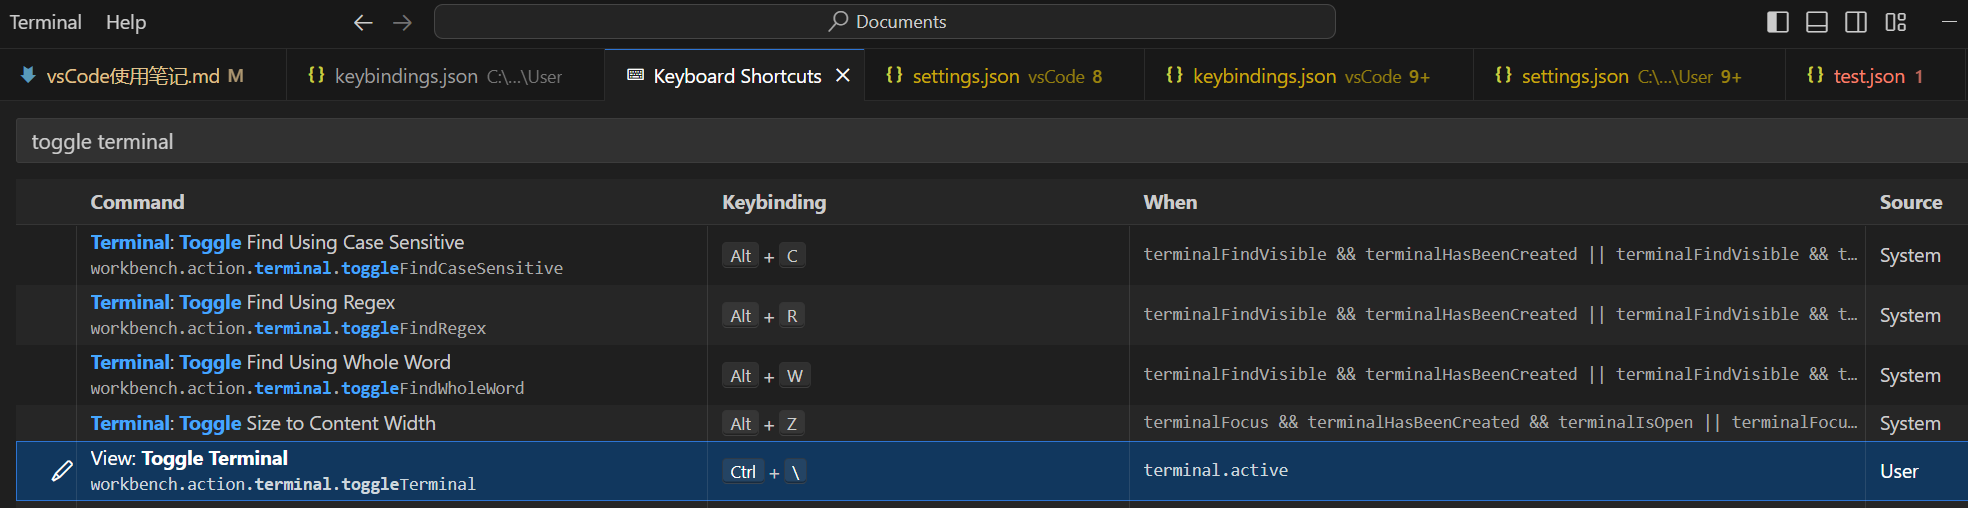 Terminal Help Documents
vsCode使用笔记.md M keybindings.json C:\...\User Keyboard Shortcuts settings.json vsCode 8 keybindings.json vsCode 9+ settings.json C:\...\User 9+ test.json 1
toggle terminal
Command Keybinding When Source
Terminal: Toggle Find Using Case Sensitive
workbench.action.terminal.toggleFindCaseSensitive
Alt + C terminalFindVisible && terminalHasBeenCreated || terminalFindVisible && t... System
Terminal: Toggle Find Using Regex
workbench.action.terminal.toggleFindRegex
Alt + R terminalFindVisible && terminalHasBeenCreated || terminalFindVisible && t... System
Terminal: Toggle Find Using Whole Word
workbench.action.terminal.toggleFindWholeWord
Alt + W terminalFindVisible && terminalHasBeenCreated || terminalFindVisible && t... System
Terminal: Toggle Size to Content Width Alt + Z terminalFocus && terminalHasBeenCreated && terminalIsOpen || terminalFocu... System
View: Toggle Terminal
workbench.action.terminal.toggleTerminal
Ctrl + \ terminal.active User